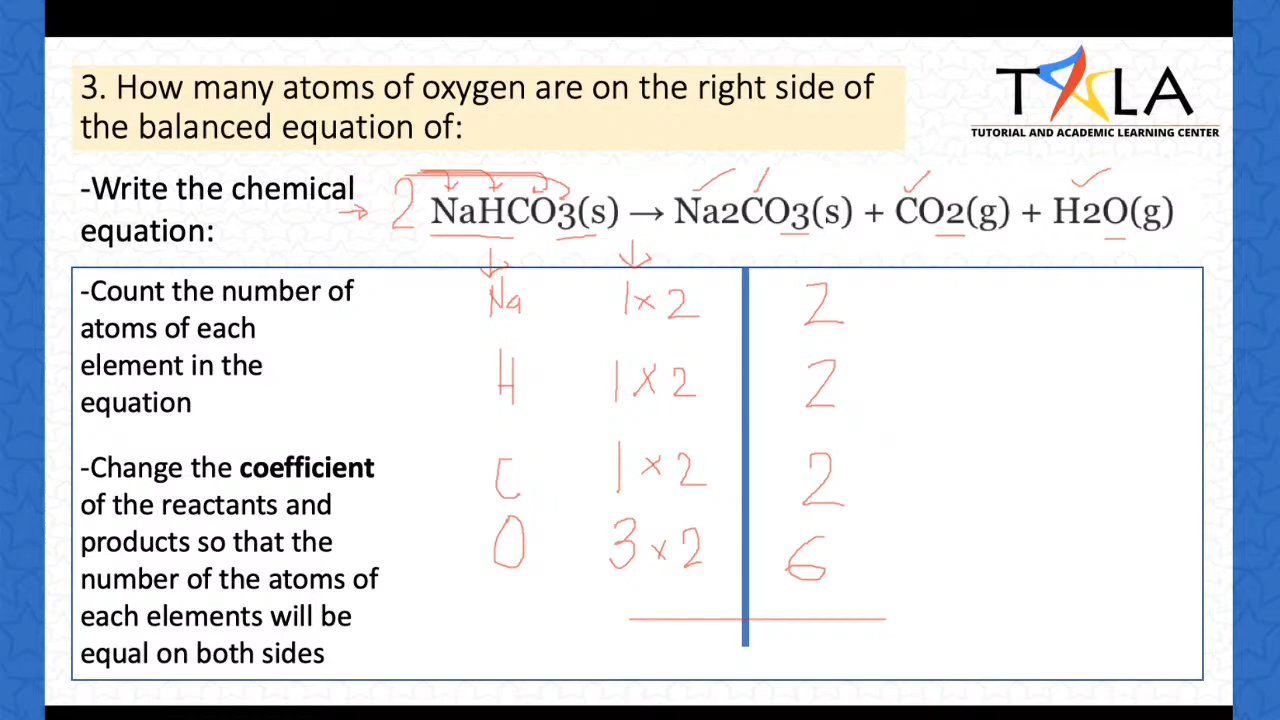 3. How many atoms of oxygen are on the right side of
the balanced equation of:
TALA
TUTORIAL AND ACADEMIC LEARNING CENTER
-Write the chemical
equation:
2 NaHCO3(s) → Na2CO3(s) + CO2(g) + H2O(g)
-Count the number of
atoms of each
element in the
equation
-Change the coefficient
of the reactants and
products so that the
number of the atoms of
each elements will be
equal on both sides
Na 1 x 2 2
H 1 x 2 2
C 1 x 2 2
O 3 x 2 6